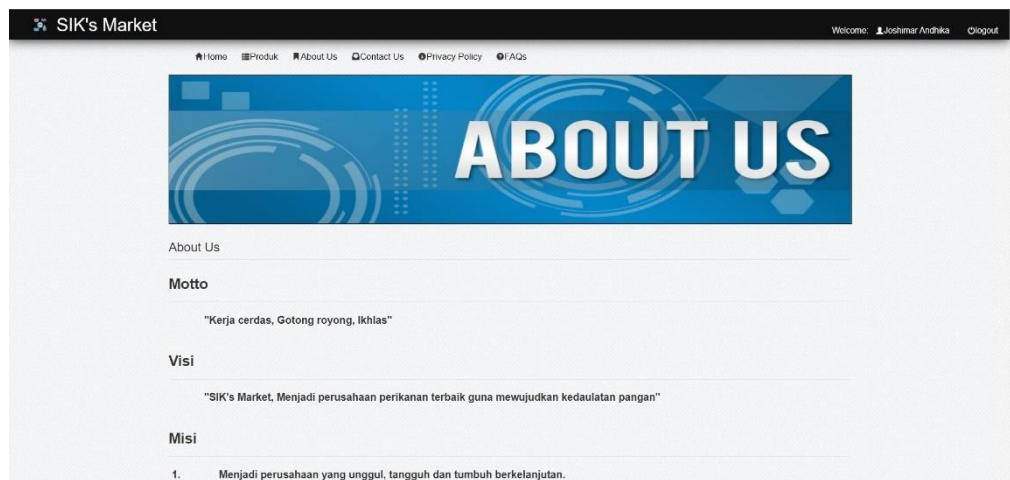 SIK's Market
Welcome: Joshimar Andhika logout
Home Produk About Us Contact Us Privacy Policy FAQs
ABOUT US
About Us
Motto
"Kerja cerdas, Gotong royong, Ikhlas"
Visi
"SIK's Market, Menjadi perusahaan perikanan terbaik guna mewujudkan kedaulatan pangan"
Misi
1. Menjadi perusahaan yang unggul, tangguh dan tumbuh berkelanjutan.